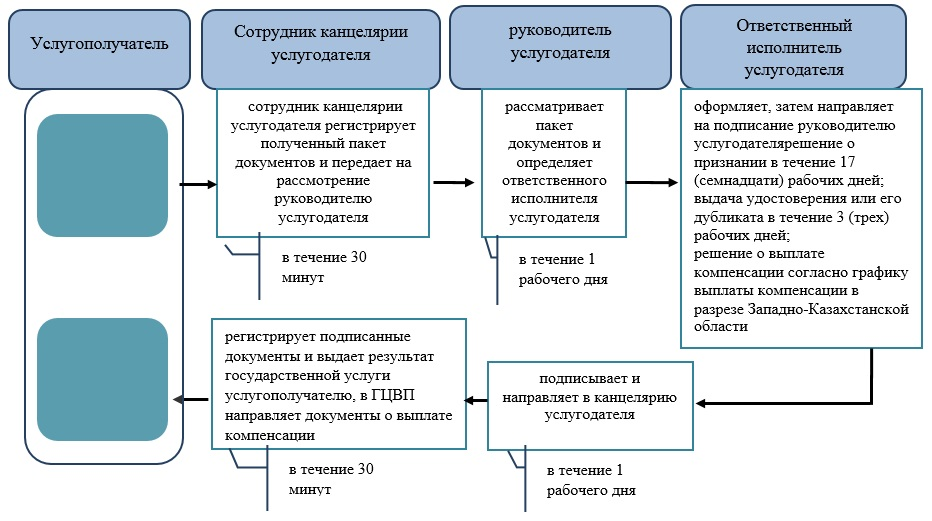 Услугополучатель
Сотрудник канцелярии
услугодателя
руководитель
услугодателя
Ответственный
исполнитель
услугодателя
сотрудник канцелярии
услугодателя регистрирует
полученный пакет
документов и передает на
рассмотрение
руководителю
услугодателя
в течение 30
минут
рассматривает
пакет
документов и
определяет
ответственного
исполнителя
услугодателя
в течение 1
рабочего дня
оформляет, затем направляет
на подписание руководителю
услугодателярешение о
признании в течение 17
(семнадцати) рабочих дней;
выдача удостоверения или его
дубликата в течение 3 (трех)
рабочих дней;
решение о выплате
компенсации согласно графику
выплаты компенсации в
разрезе Западно-Казахстанской
области
подписывает и
направляет в канцелярию
услугодателя
в течение 1
рабочего дня
регистрирует подписанные
документы и выдает результат
государственной услуги
услугополучателю, в ГЦВП
направляет документы о выплате
компенсации
в течение 30
минут